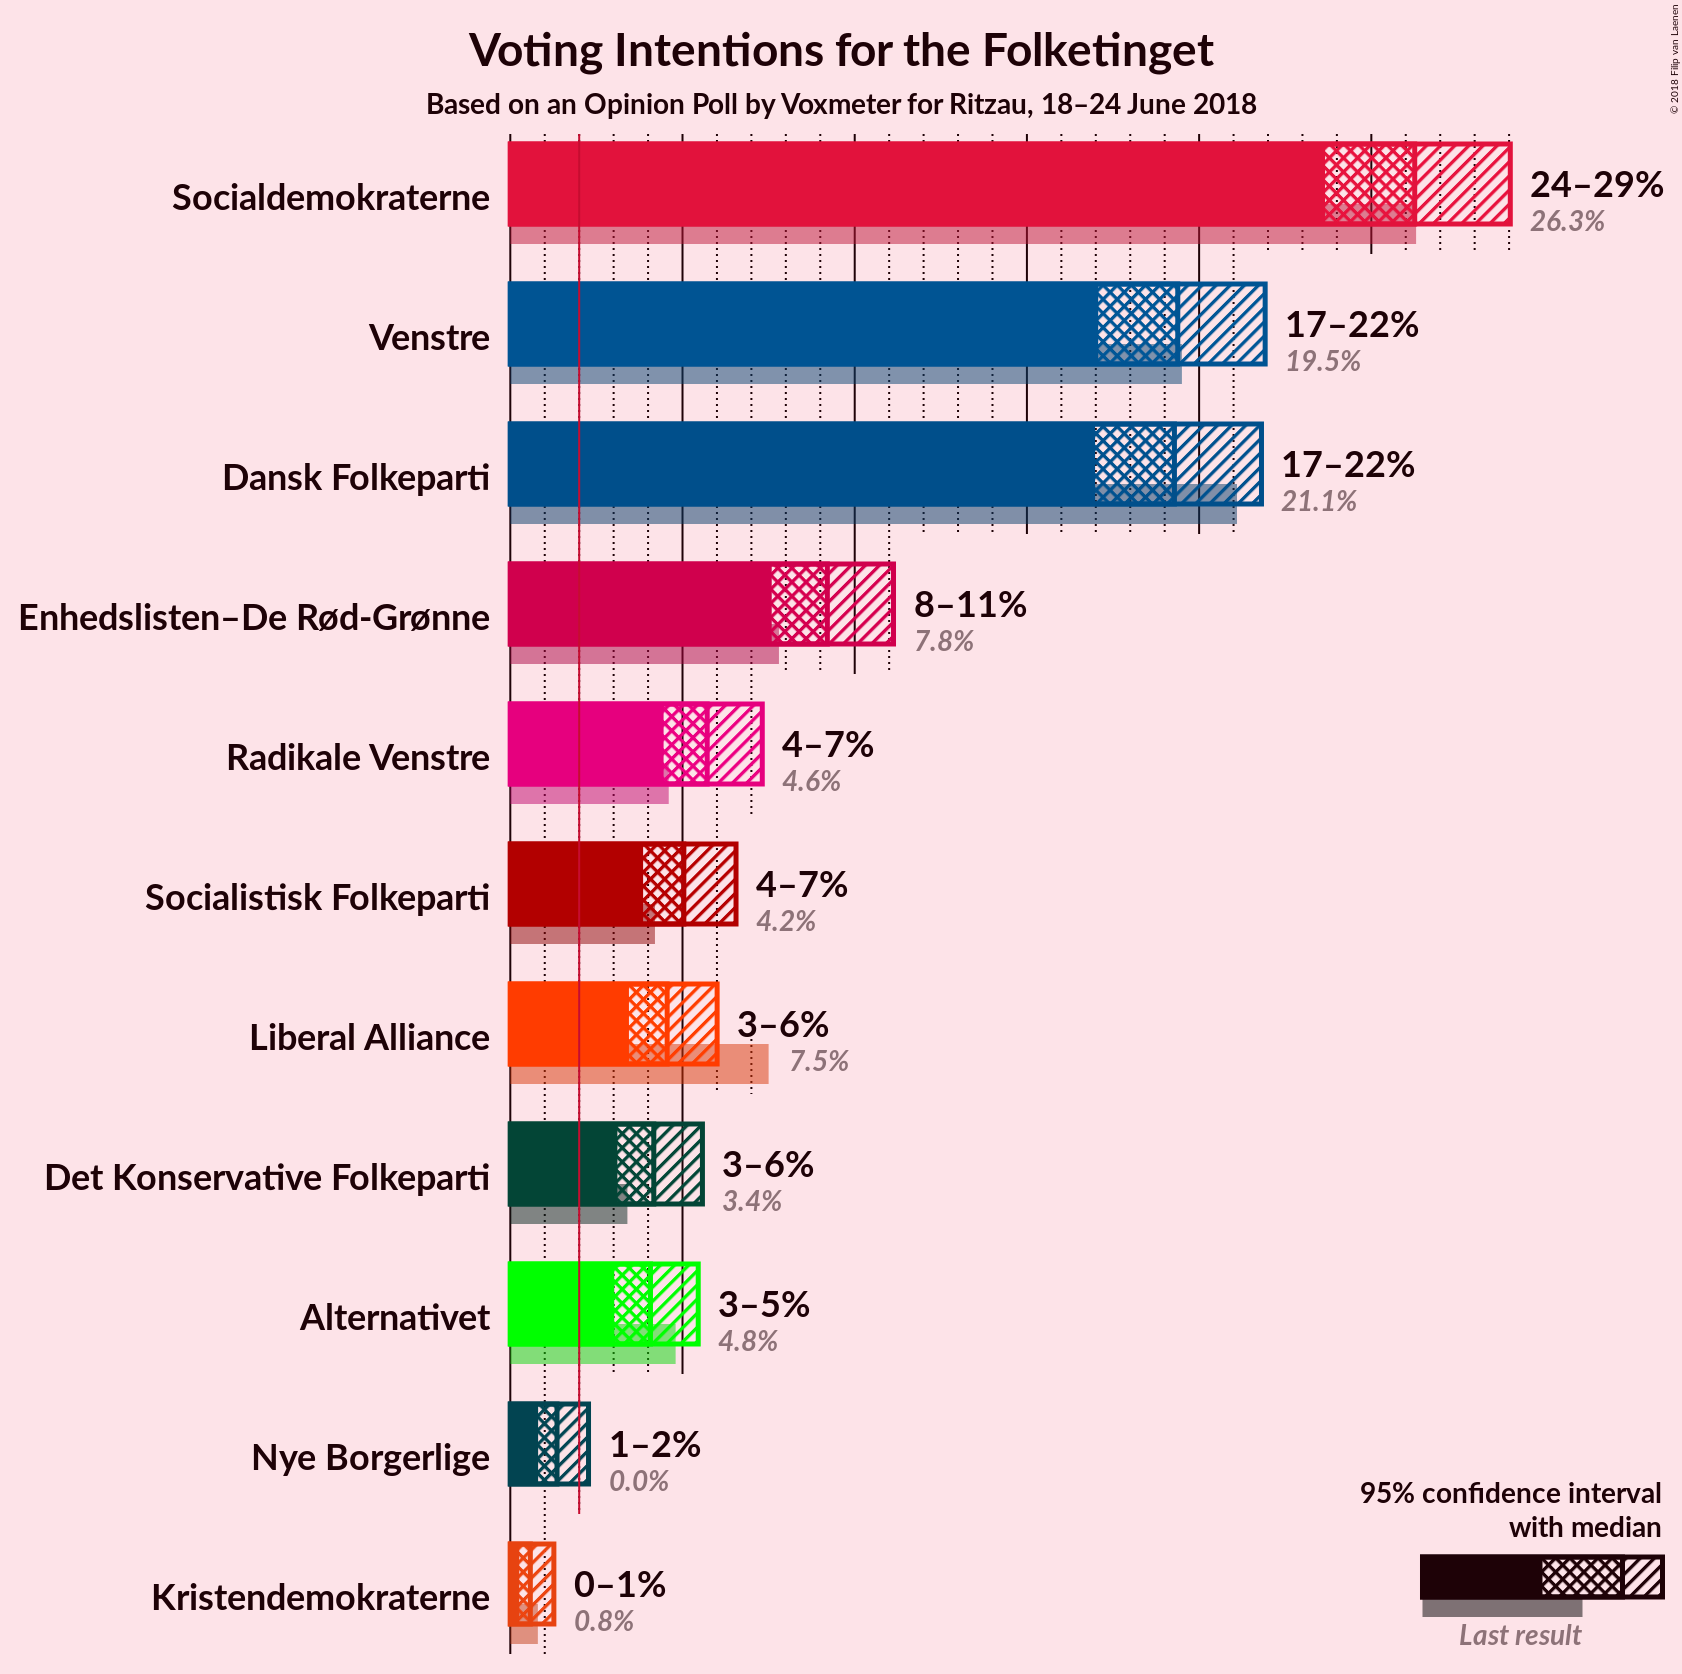 Voting Intentions for the Folketinget
Based on an Opinion Poll by Voxmeter for Ritzau, 18–24 June 2018
© 2018 Filip van Laenen
Socialdemokraterne
24–29%
26.3%
Venstre
17–22%
19.5%
Dansk Folkeparti
17–22%
21.1%
Enhedslisten–De Rød-Grønne
8–11%
7.8%
Radikale Venstre
4–7%
4.6%
Socialistisk Folkeparti
4–7%
4.2%
Liberal Alliance
3–6%
7.5%
Det Konservative Folkeparti
3–6%
3.4%
Alternativet
3–5%
4.8%
Nye Borgerlige
1–2%
0.0%
Kristendemokraterne
0–1%
0.8%
95% confidence interval
with median
Last result